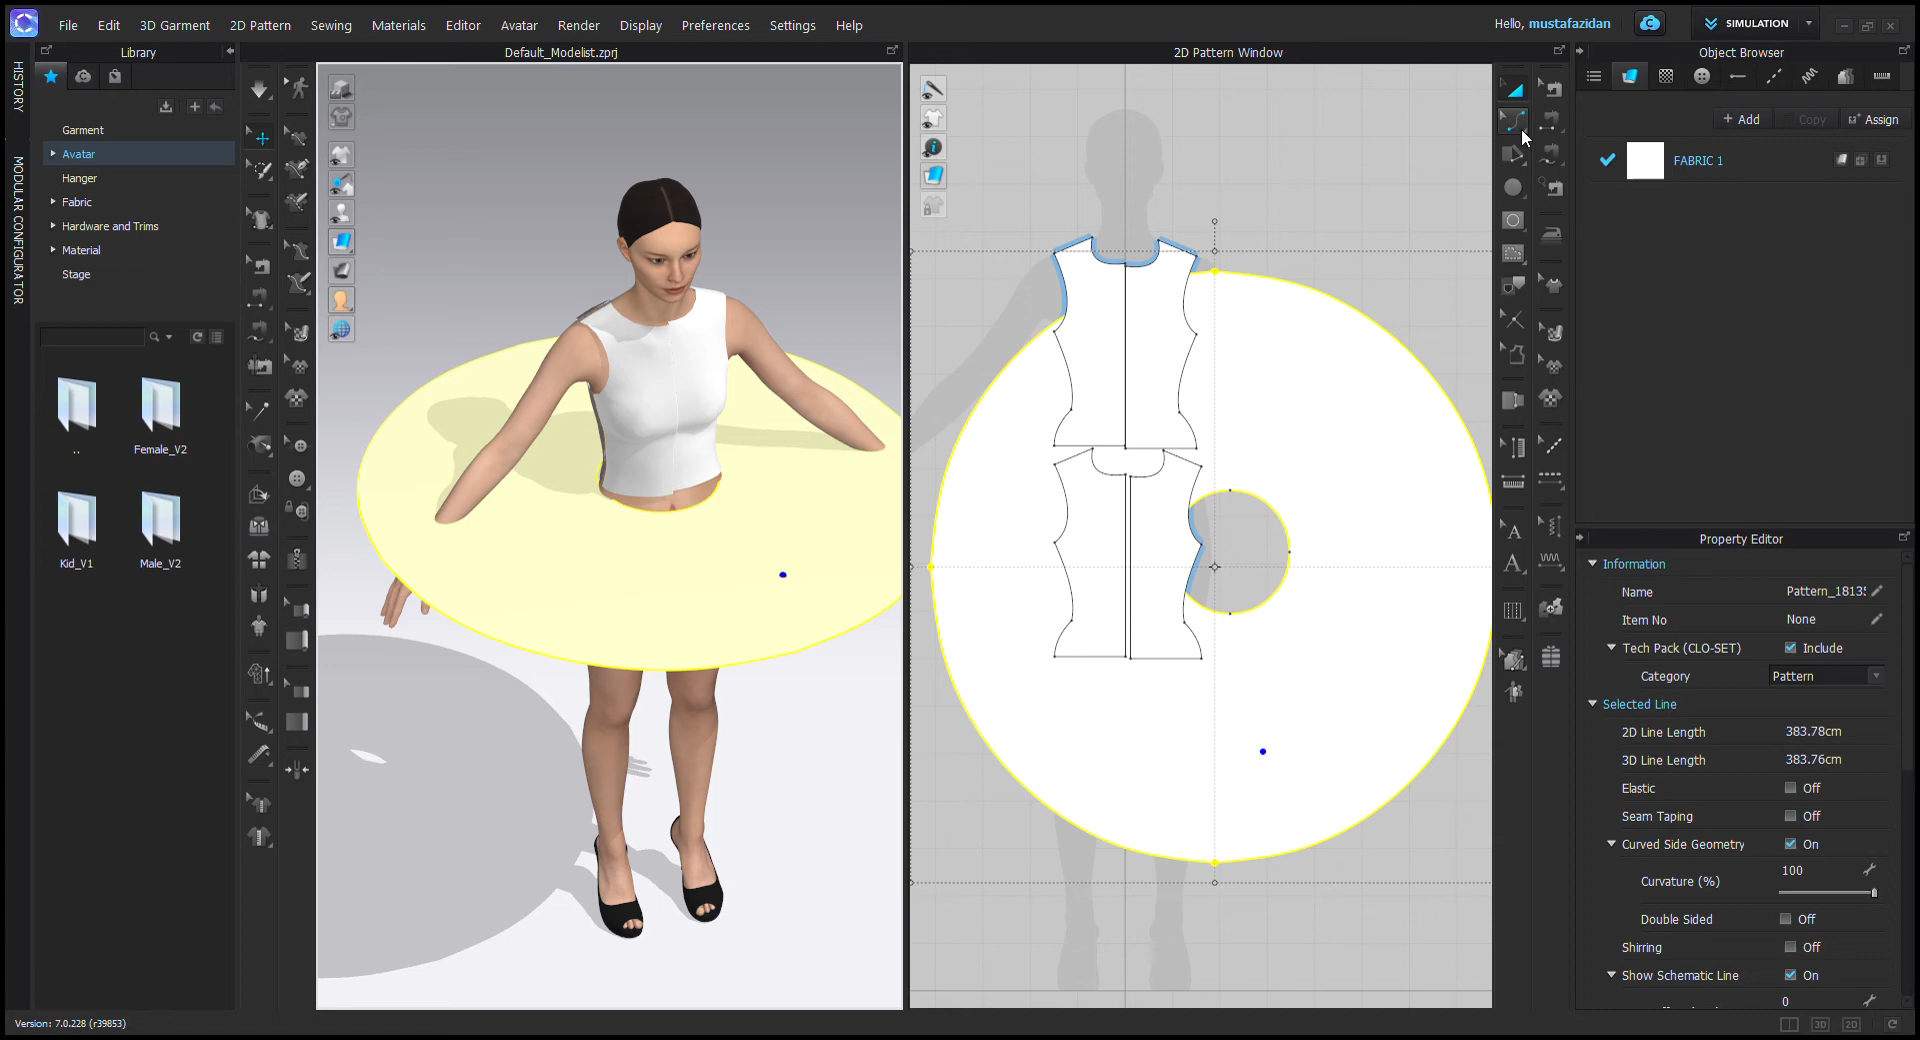 File Edit 3D Garment 2D Pattern Sewing Materials Editor Avatar Render Display Preferences Settings Help
Hello, mustafazidan
SIMULATION
Library
Default_Modelist.zprj
2D Pattern Window
Object Browser
HISTORY
MODULAR CONFIGURATOR
Garment
Avatar
Hanger
Fabric
Hardware and Trims
Material
Stage
..
Female_V2
Kid_V1
Male_V2
+ Add
Copy
Assign
FABRIC 1
Property Editor
Information
Name Pattern_1813
Item No None
Tech Pack (CLO-SET) Include
Category Pattern
Selected Line
2D Line Length 383.78cm
3D Line Length 383.76cm
Elastic Off
Seam Taping Off
Curved Side Geometry On
Curvature (%) 100
Double Sided Off
Shirring Off
Show Schematic Line On
0
Version: 7.0.228 (r39853)
3D
2D